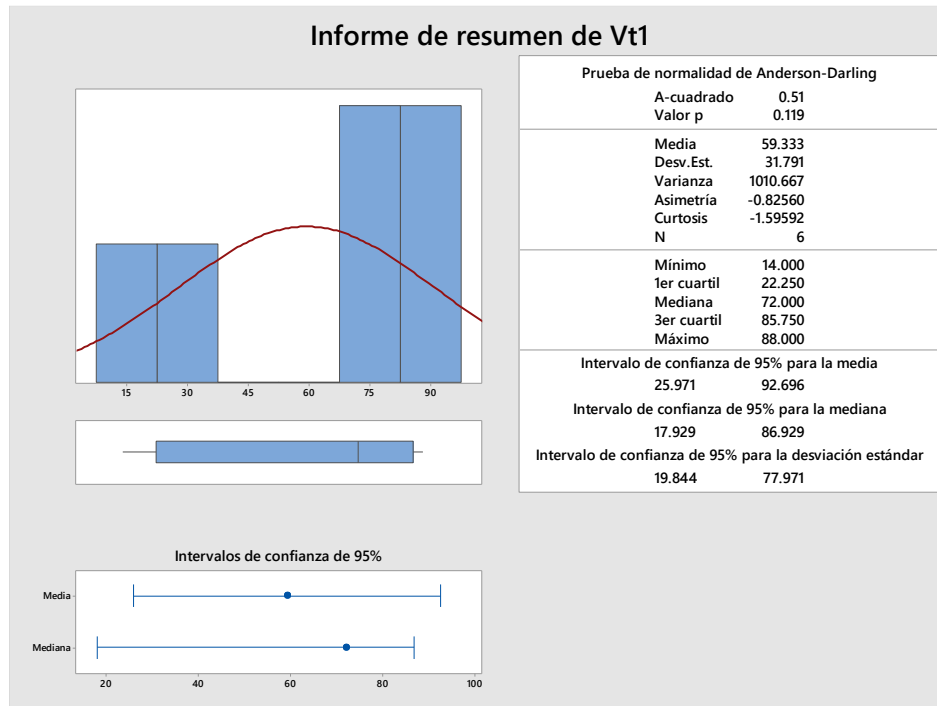 Informe de resumen de Vt1
Prueba de normalidad de Anderson-Darling
A-cuadrado 0.51
Valor p 0.119
Media 59.333
Desv.Est. 31.791
Varianza 1010.667
Asimetría -0.82560
Curtosis -1.59592
N 6
Mínimo 14.000
1er cuartil 22.250
Mediana 72.000
3er cuartil 85.750
Máximo 88.000
Intervalo de confianza de 95% para la media
25.971 92.696
Intervalo de confianza de 95% para la mediana
17.929 86.929
Intervalo de confianza de 95% para la desviación estándar
19.844 77.971
15 30 45 60 75 90
Intervalos de confianza de 95%
Media
Mediana
20 40 60 80 100